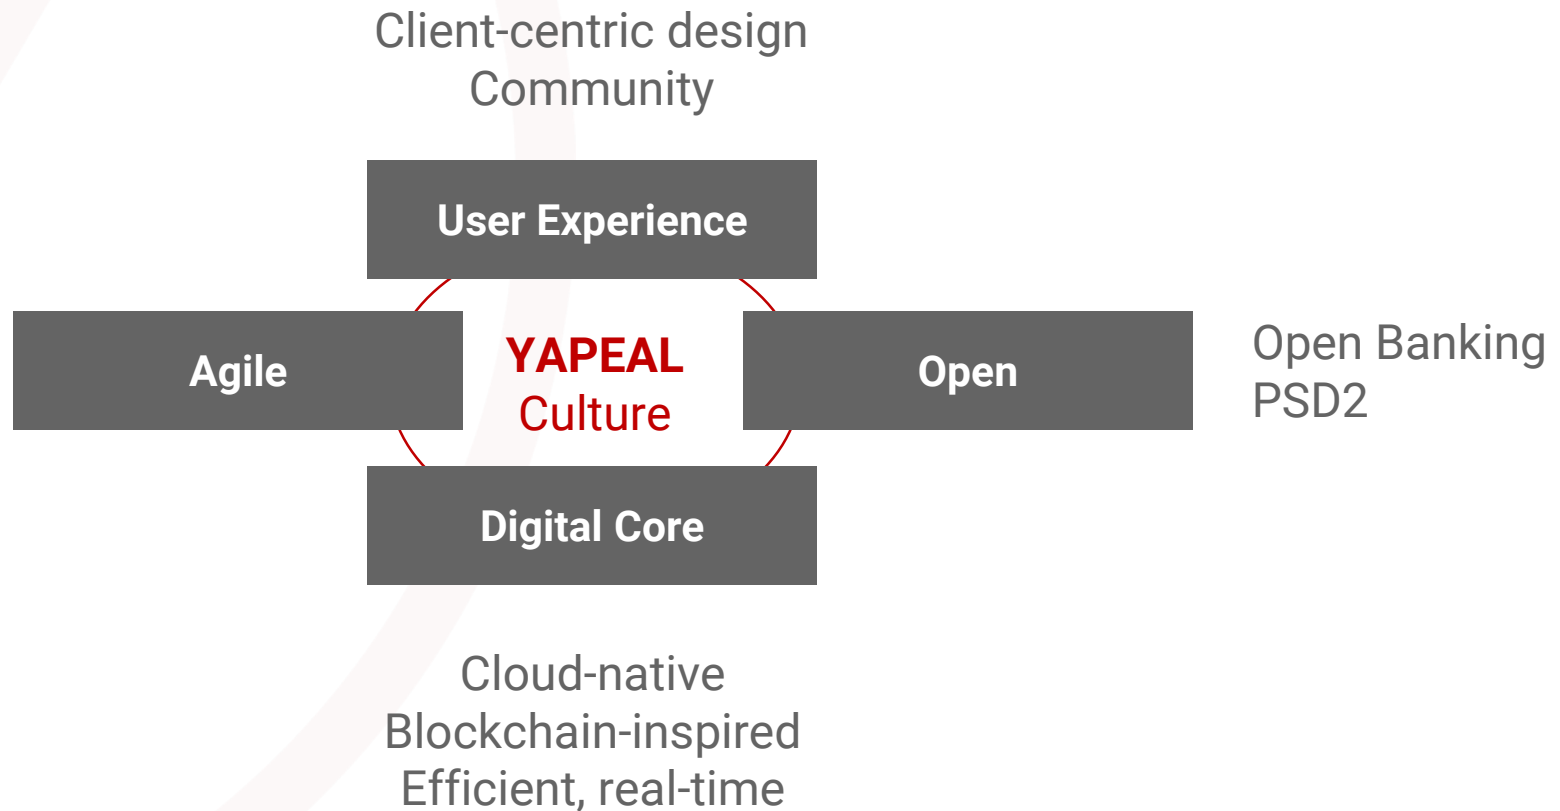 Client-centric design
Community
User Experience
Agile
YAPEAL
Culture
Open
Open Banking
PSD2
Digital Core
Cloud-native
Blockchain-inspired
Efficient, real-time